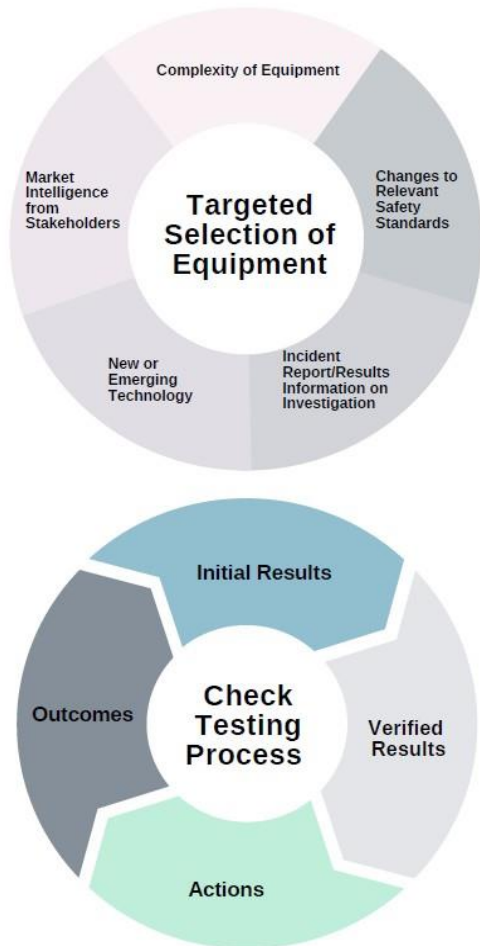 Complexity of Equipment
Market
Intelligence
from
Stakeholders
Targeted
Selection of
Equipment
Changes to
Relevant
Safety
Standards
New or
Emerging
Technology
Incident
Report/Results
Information on
Investigation
Initial Results
Outcomes
Check
Testing
Process
Verified
Results
Actions